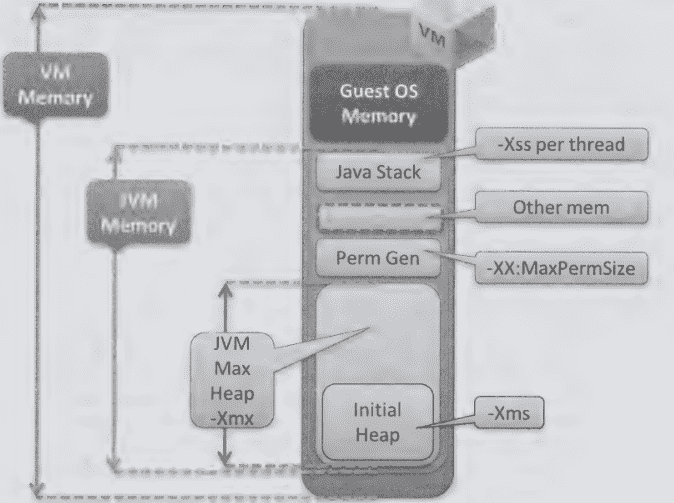 VM
VM
Memory
Guest OS
Memory
-Xss per thread
Java Stack
JVM
Memory
Other mem
Perm Gen
-XX:MaxPermSize
JVM
Max
Heap
-Xmx
Initial
Heap
-Xms